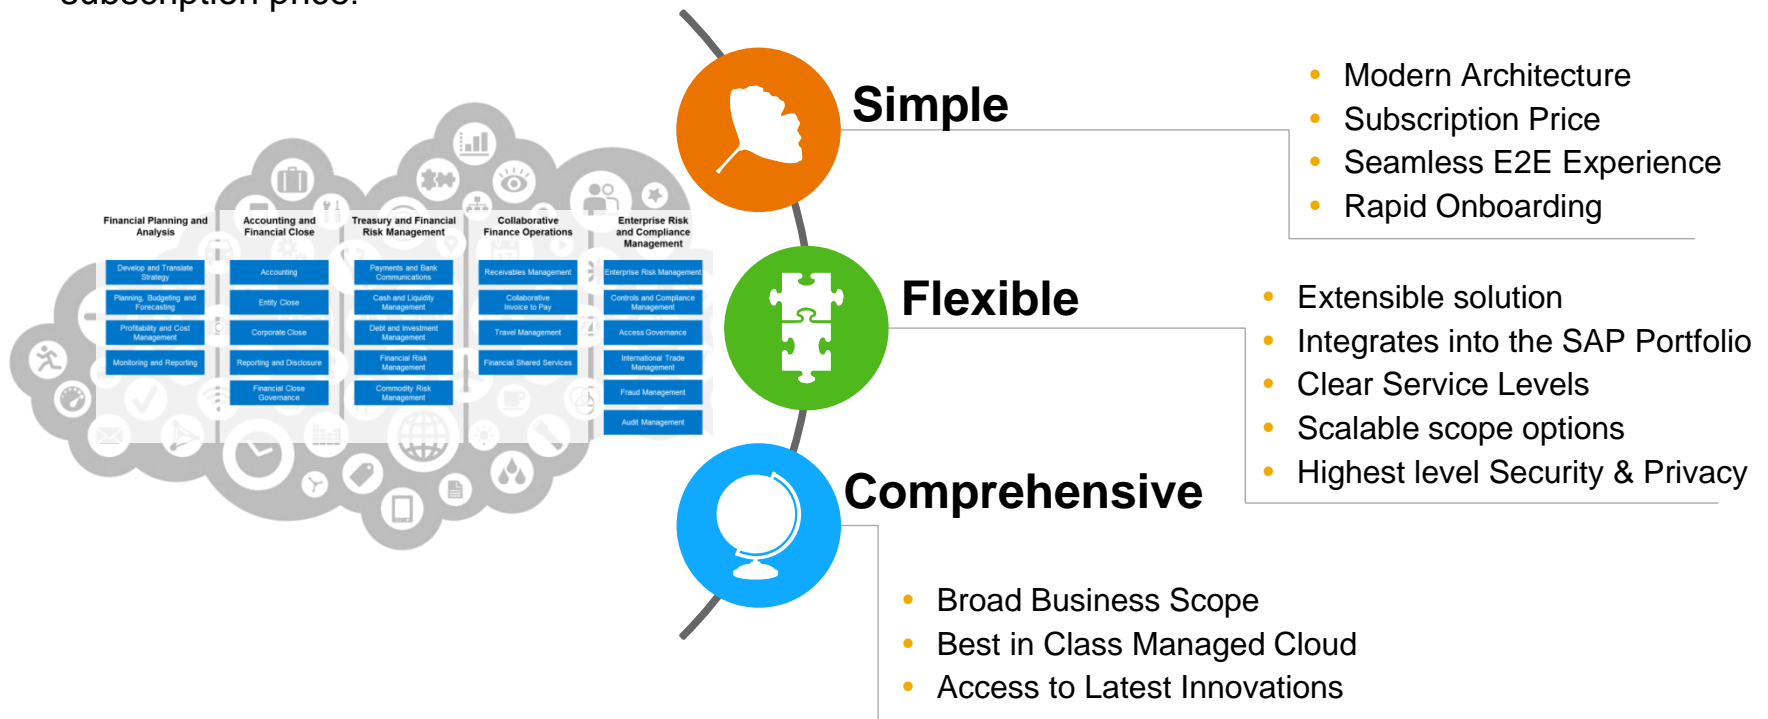 subscription price.
Financial Planning and
Analysis
Develop and Translate
Strategy
Planning, Budgeting and
Forecasting
Profitability and Cost
Management
Monitoring and Reporting
Accounting and
Financial Close
Accounting
Entity Close
Corporate Close
Reporting and Disclosure
Financial Close
Governance
Treasury and Financial
Risk Management
Payments and Bank
Communications
Cash and Liquidity
Management
Debt and Investment
Management
Financial Risk
Management
Commodity Risk
Management
Collaborative
Finance Operations
Receivables Management
Collaborative
Invoice to Pay
Travel Management
Financial Shared Services
Enterprise Risk
and Compliance
Management
Enterprise Risk Management
Controls and Compliance
Management
Access Governance
International Trade
Management
Fraud Management
Audit Management
Simple
• Modern Architecture
• Subscription Price
• Seamless E2E Experience
• Rapid Onboarding
Flexible
• Extensible solution
• Integrates into the SAP Portfolio
• Clear Service Levels
• Scalable scope options
• Highest level Security & Privacy
Comprehensive
• Broad Business Scope
• Best in Class Managed Cloud
• Access to Latest Innovations